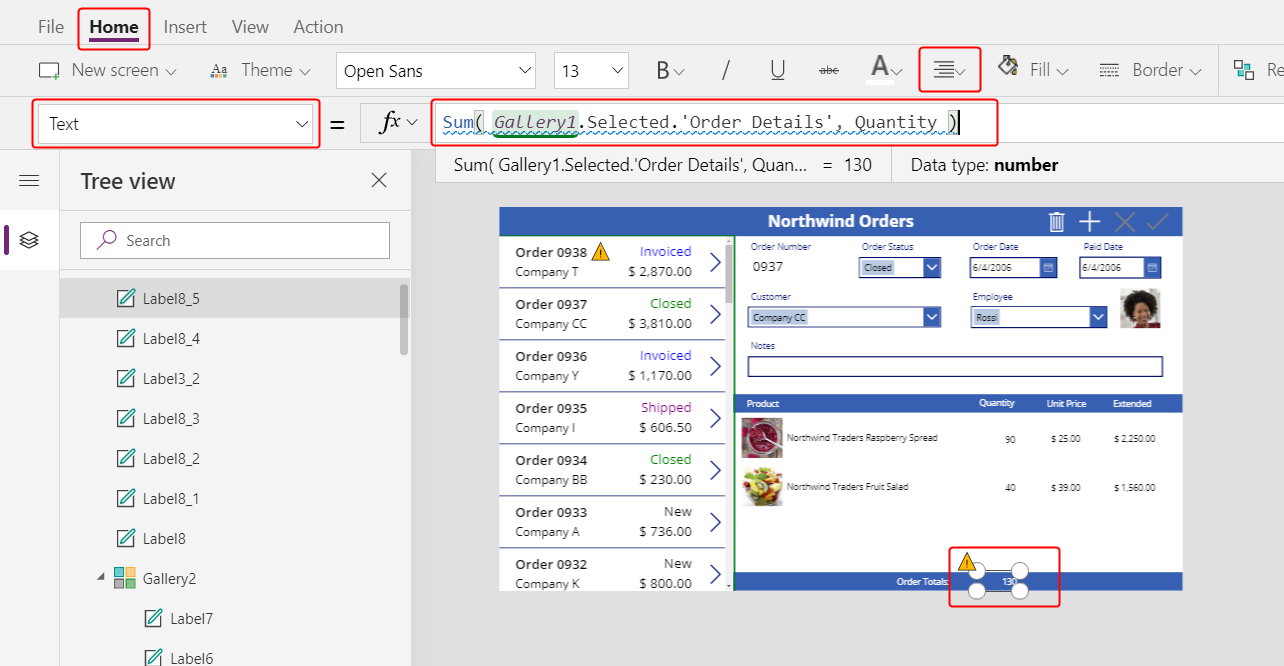 File Home Insert View Action
New screen Aa Theme Open Sans 13 B / U abc A Fill Border Re
Text = fx Sum( Gallery1.Selected.'Order Details', Quantity )
Sum( Gallery1.Selected.'Order Details', Quan... = 130 Data type: number
Tree view
Search
Label8_5
Label8_4
Label3_2
Label8_3
Label8_2
Label8_1
Label8
Gallery2
Label7
Label6
Northwind Orders
Order 0938 Invoiced
Company T $ 2,870.00
Order 0937 Closed
Company CC $ 3,810.00
Order 0936 Invoiced
Company Y $ 1,170.00
Order 0935 Shipped
Company I $ 606.50
Order 0934 Closed
Company BB $ 230.00
Order 0933 New
Company A $ 736.00
Order 0932 New
Company K $ 800.00
Order Number Order Status Order Date Paid Date
0937 Closed 6/4/2006 6/4/2006
Customer Employee
Company CC Rossi
Notes
Product Quantity Unit Price Extended
Northwind Traders Raspberry Spread 90 $ 25.00 $ 2,250.00
Northwind Traders Fruit Salad 40 $ 39.00 $ 1,560.00
Order Totals: 130